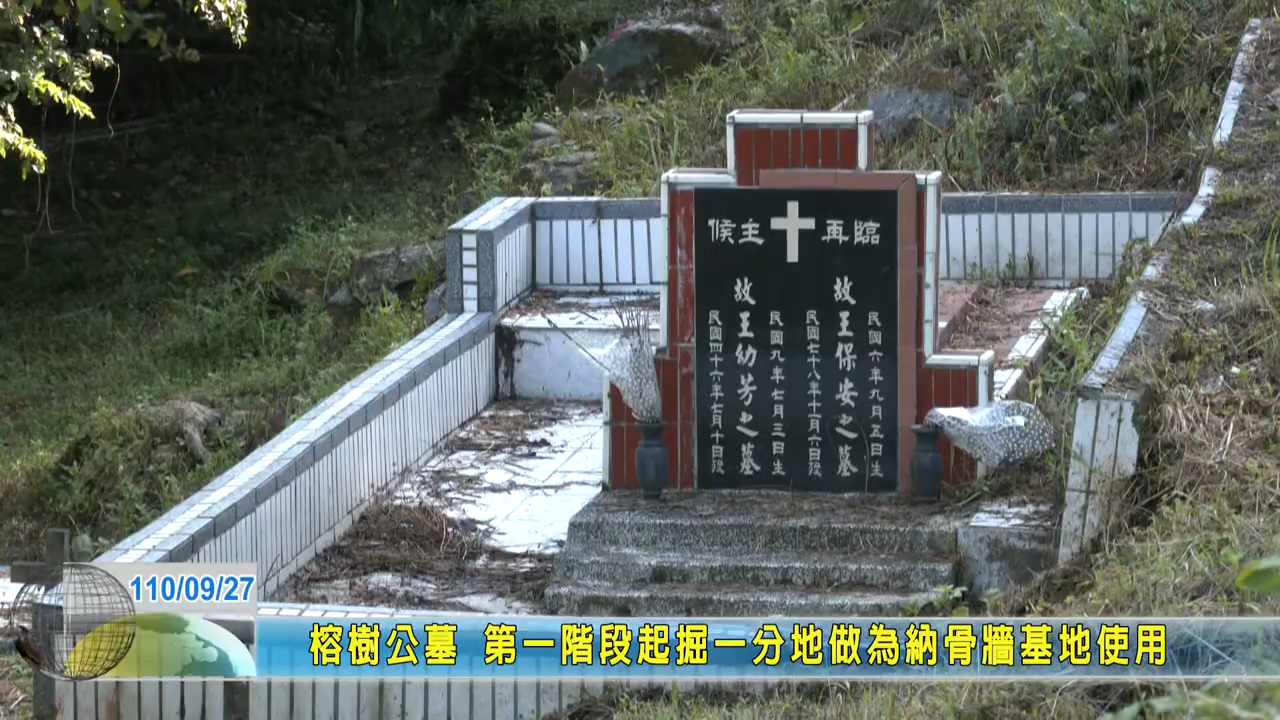 候主再臨
民國六年九月五日生
故王保安之墓
民國七十八年十一月六日歿
民國九年七月三日生
故王幼芳之墓
民國四十六年七月十日歿
110/09/27
榕樹公墓 第一階段起掘一分地做為納骨牆基地使用